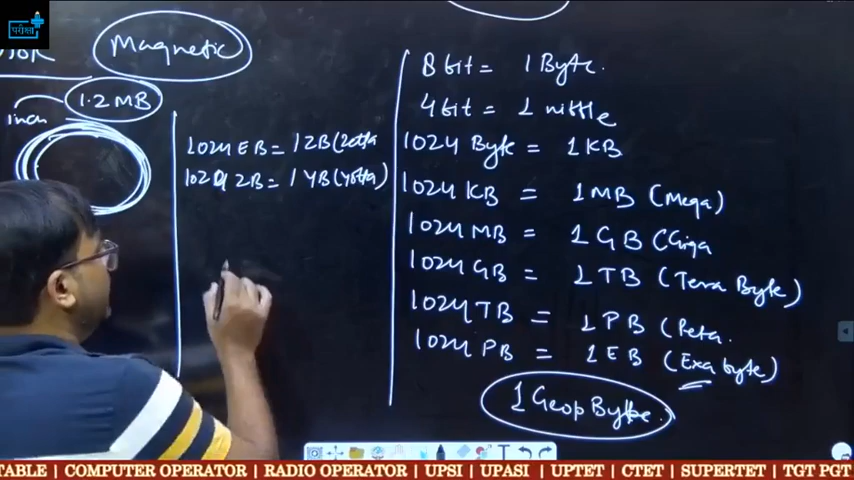 परीक्षा
Magnetic
1.2 MB
inch
1024 EB = 1 ZB (Zetta
1024 ZB = 1 YB (Yotta)
8 bit = 1 Byte.
4 bit = 1 nibble
1024 Byte = 1 KB
1024 KB = 1 MB (Mega)
1024 MB = 1 GB (Giga
1024 GB = 1 TB (Tera Byte)
1024 TB = 1 PB (Peta.
1024 PB = 1 EB (Exa byte)
1 Geop Byte.
TABLE | COMPUTER OPERATOR | RADIO OPERATOR | UPSI | UPASI | UPTET | CTET | SUPERTET | TGT PGT